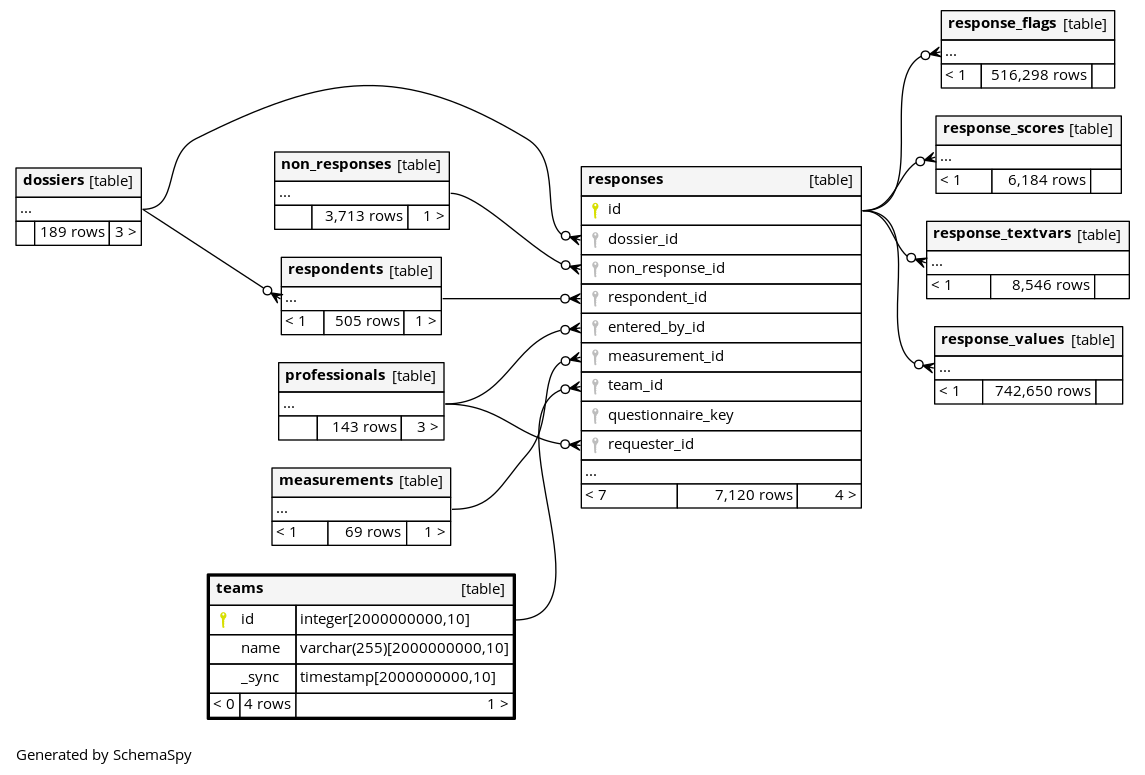 dossiers [table]
...
189 rows 3 >
non_responses [table]
...
3,713 rows 1 >
respondents [table]
...
< 1 505 rows 1 >
professionals [table]
...
143 rows 3 >
measurements [table]
...
< 1 69 rows 1 >
teams [table]
id integer[2000000000,10]
name varchar(255)[2000000000,10]
_sync timestamp[2000000000,10]
< 0 4 rows 1 >
responses [table]
id
dossier_id
non_response_id
respondent_id
entered_by_id
measurement_id
team_id
questionnaire_key
requester_id
...
< 7 7,120 rows 4 >
response_flags [table]
...
< 1 516,298 rows
response_scores [table]
...
< 1 6,184 rows
response_textvars [table]
...
< 1 8,546 rows
response_values [table]
...
< 1 742,650 rows
Generated by SchemaSpy